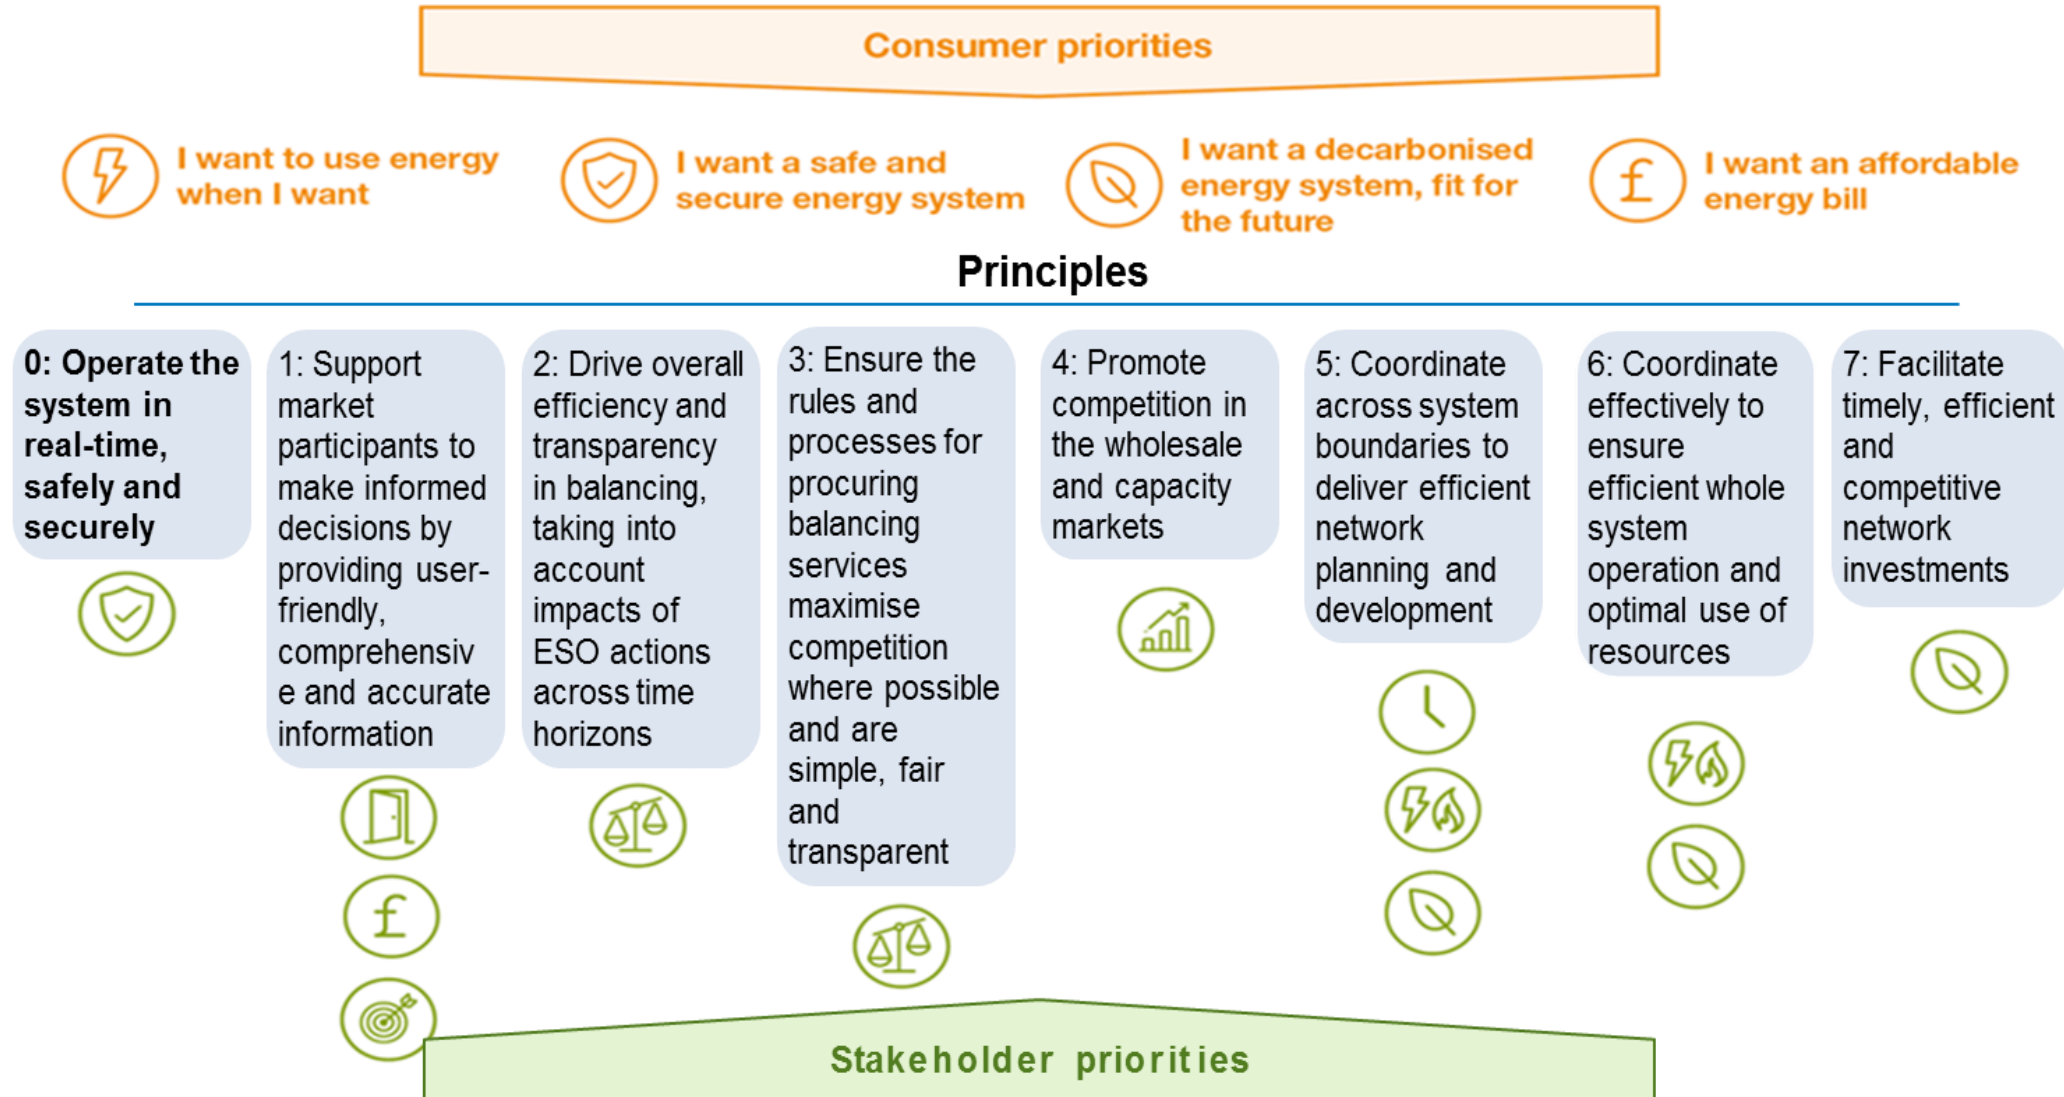 Consumer priorities
I want to use energy
when I want
I want a safe and
secure energy system
I want a decarbonised
energy system, fit for
the future
£
I want an affordable
energy bill
Principles
0: Operate the
system in
real-time,
safely and
securely
1: Support
market
participants to
make informed
decisions by
providing user-
friendly,
comprehensiv
e and accurate
information
£
2: Drive overall
efficiency and
transparency
in balancing,
taking into
account
impacts of
ESO actions
across time
horizons
3: Ensure the
rules and
processes for
procuring
balancing
services
maximise
competition
where possible
and are
simple, fair
and
transparent
4: Promote
competition in
the wholesale
and capacity
markets
5: Coordinate
across system
boundaries to
deliver efficient
network
planning and
development
6: Coordinate
effectively to
ensure
efficient whole
system
operation and
optimal use of
resources
7: Facilitate
timely, efficient
and
competitive
network
investments
Stakeholder priorities